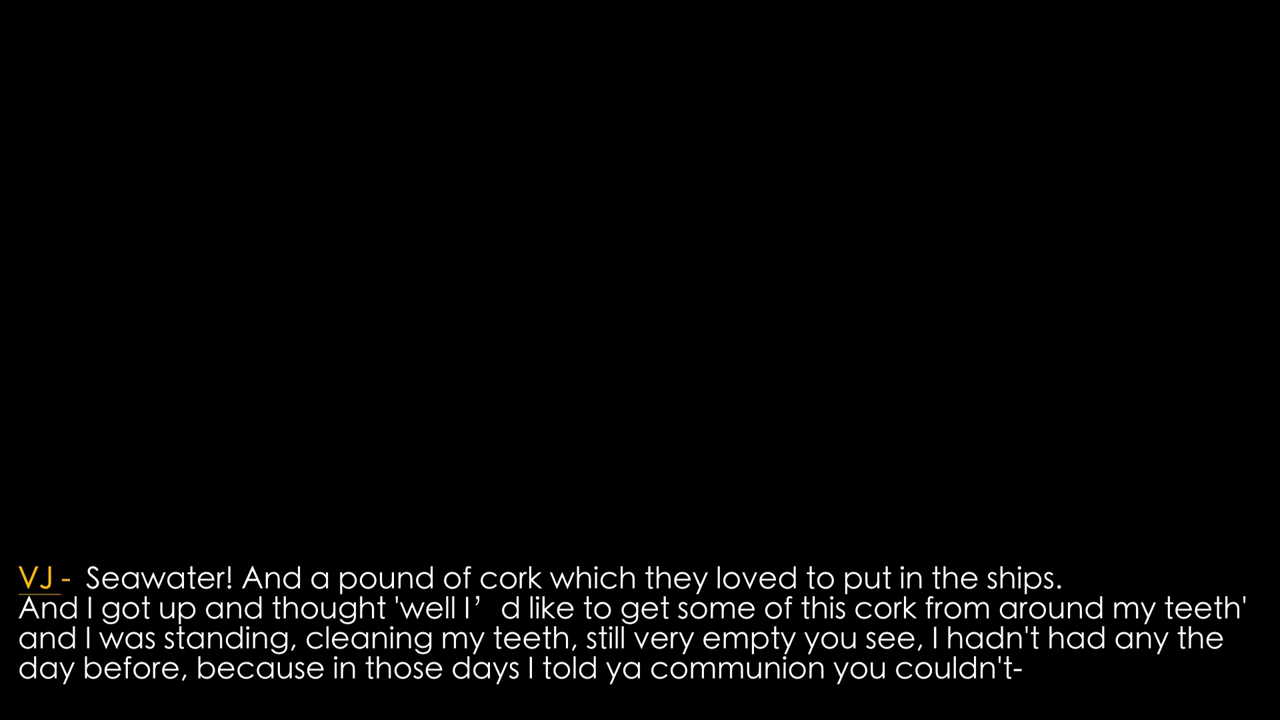 VJ - Seawater! And a pound of cork which they loved to put in the ships.
And I got up and thought 'well I’d like to get some of this cork from around my teeth'
and I was standing, cleaning my teeth, still very empty you see, I hadn't had any the
day before, because in those days I told ya communion you couldn't-